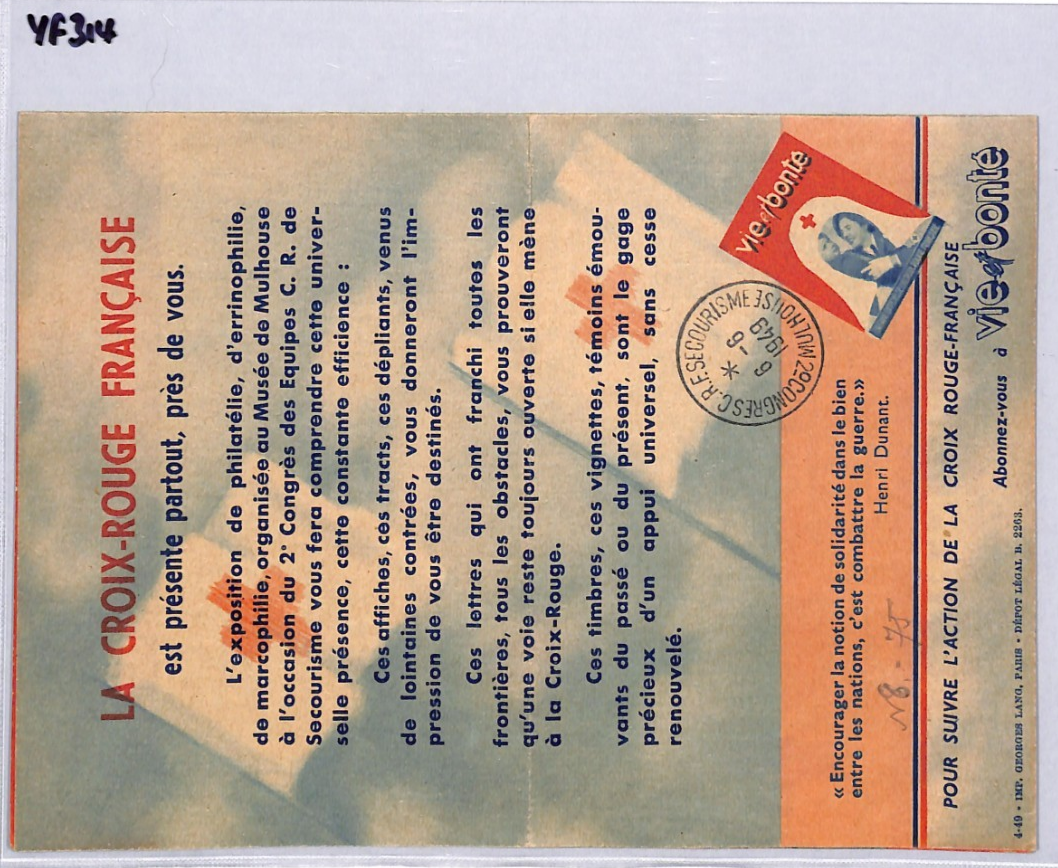 YF314
LA CROIX-ROUGE FRANÇAISE
est présente partout, près de vous.
L'exposition de philatélie, d'errinophilie,
de marcophilie, organisée au Musée de Mulhouse
à l'occasion du 2e Congrès des Equipes C. R. de
Secourisme vous fera comprendre cette univer-
selle présence, cette constante efficience :
Ces affiches, ces tracts, ces dépliants, venus
de lointaines contrées, vous donneront l'im-
pression de vous être destinés.
Ces lettres qui ont franchi toutes les
frontières, tous les obstacles, vous prouveront
qu'une voie reste toujours ouverte si elle mène
à la Croix-Rouge.
Ces timbres, ces vignettes, témoins émou-
vants du passé ou du présent, sont le gage
précieux d'un appui universel, sans cesse
renouvelé.
vie et bonté
2e CONGRES C.R.F. SECOURISME MULHOUSE
9-6
1949
« Encourager la notion de solidarité dans le bien
entre les nations, c'est combattre la guerre.»
Henri Dunant.
POUR SUIVRE L'ACTION DE LA CROIX ROUGE-FRANÇAISE
Abonnez-vous à vie et bonté
4-49 - IMP. GEORGES LANG, PARIS - DÉPOT LÉGAL B. 2263.